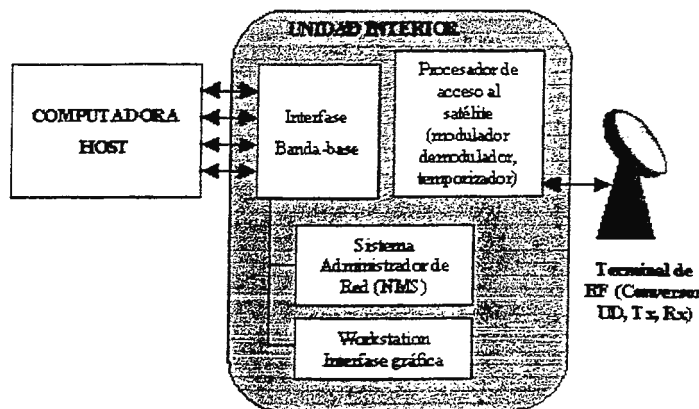 UNIDAD INTERIOR
COMPUTADORA
HOST
Interfase
Banda-base
Procesador de
acceso al
satélite
(modulador
demodulador,
temporizador)
Sistema
Administrador de
Red (NMS)
Workstation
Interfase gráfica
Terminal de
RF (Conversor
UD, Tx, Rx)